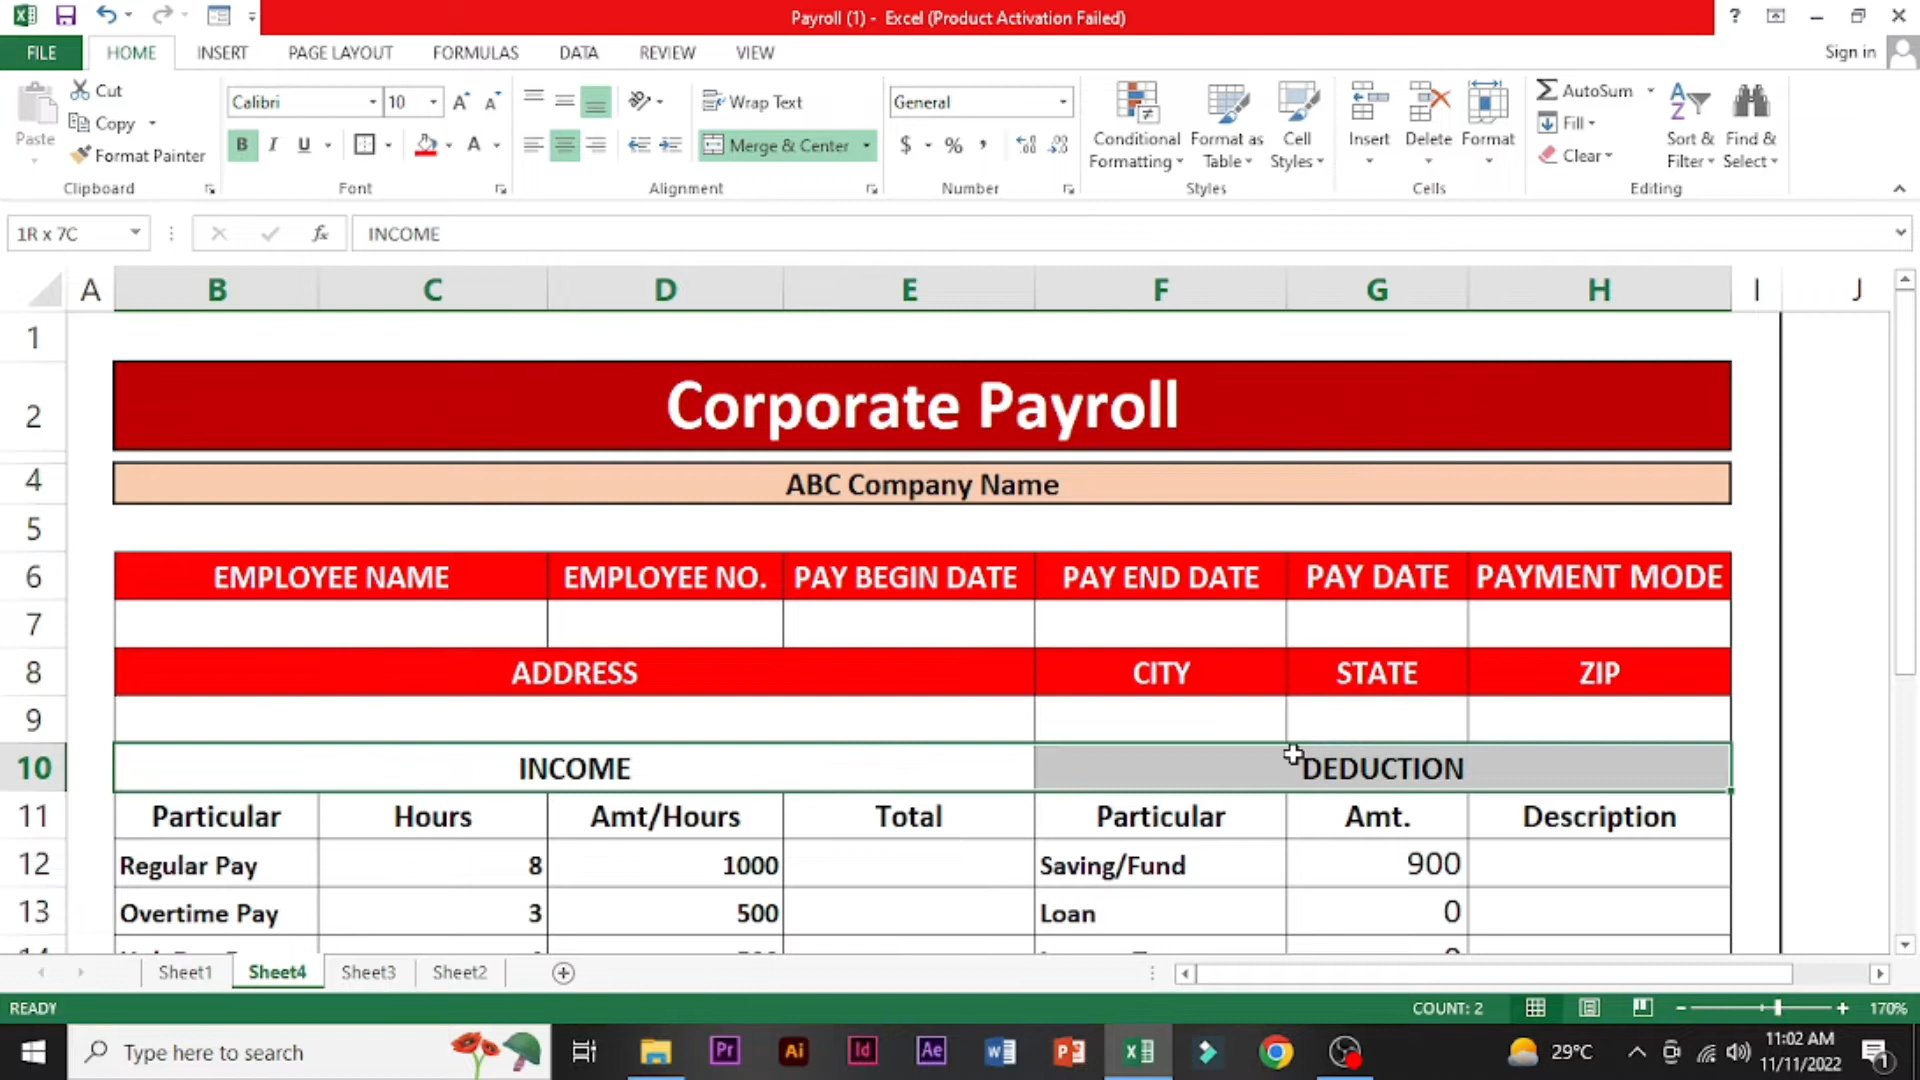 Payroll (1) - Excel (Product Activation Failed)
FILE HOME INSERT PAGE LAYOUT FORMULAS DATA REVIEW VIEW Sign in
Paste Cut Copy Format Painter Clipboard
Calibri 10 B I U A Font
Wrap Text Merge & Center Alignment
General $ % , Number
Conditional Formatting Format as Table Cell Styles Styles
Insert Delete Format Cells
AutoSum Fill Clear Sort & Filter Find & Select Editing
1R x 7C fx INCOME
A B C D E F G H I J
1
2 Corporate Payroll
4 ABC Company Name
5
6 EMPLOYEE NAME EMPLOYEE NO. PAY BEGIN DATE PAY END DATE PAY DATE PAYMENT MODE
7
8 ADDRESS CITY STATE ZIP
9
10 INCOME DEDUCTION
11 Particular Hours Amt/Hours Total Particular Amt. Description
12 Regular Pay 8 1000 Saving/Fund 900
13 Overtime Pay 3 500 Loan 0
Sheet1 Sheet4 Sheet3 Sheet2
READY COUNT: 2 170%
Type here to search Pr Ai Id Ae 29°C 11:02 AM
11/11/2022 1